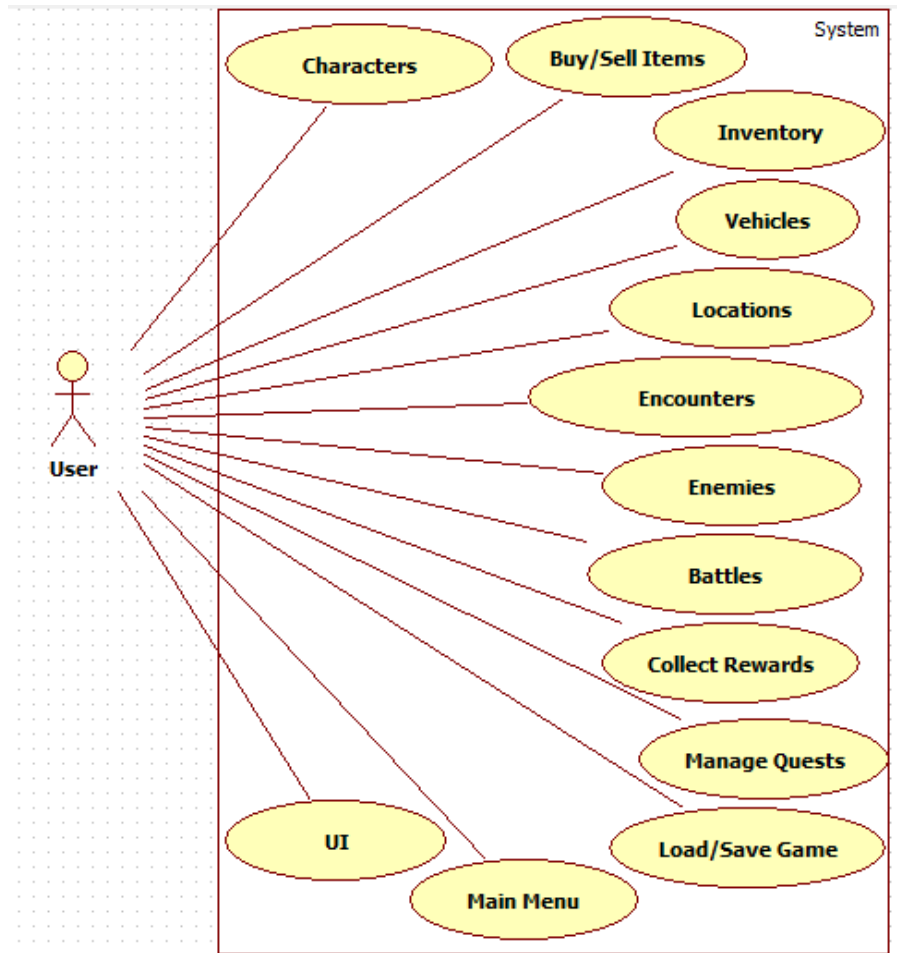 System
Characters
Buy/Sell Items
Inventory
Vehicles
Locations
Encounters
Enemies
User
Battles
Collect Rewards
Manage Quests
UI
Load/Save Game
Main Menu